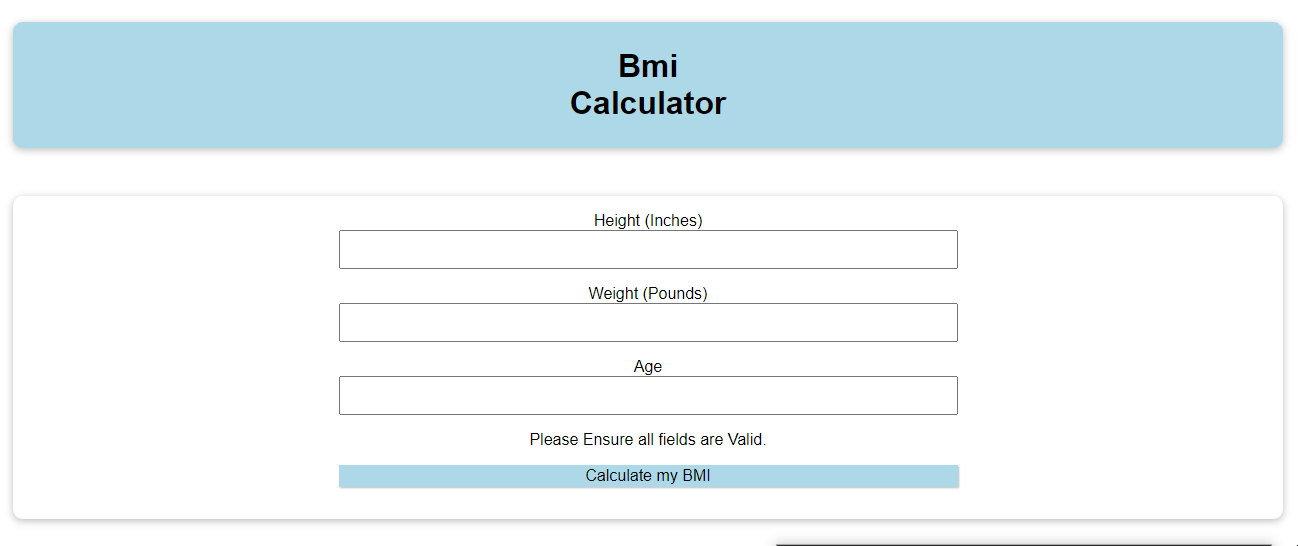 Bmi
Calculator
Height (Inches)
Weight (Pounds)
Age
Please Ensure all fields are Valid.
Calculate my BMI